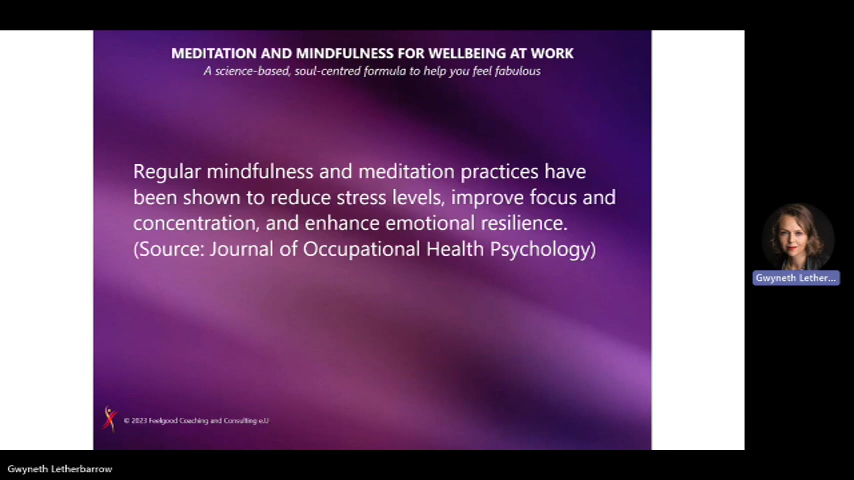 MEDITATION AND MINDFULNESS FOR WELLBEING AT WORK
A science-based, soul-centred formula to help you feel fabulous
Regular mindfulness and meditation practices have
been shown to reduce stress levels, improve focus and
concentration, and enhance emotional resilience.
(Source: Journal of Occupational Health Psychology)
Gwyneth Lether...
© 2023 Feelgood Coaching and Consulting e.U
Gwyneth Letherbarrow